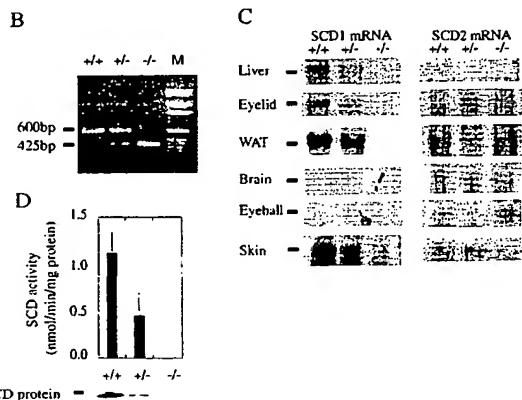 B
+/+ +/- -/- M
600bp
425bp
C
SCD1 mRNA SCD2 mRNA
+/+ +/- -/- +/+ +/- -/-
Liver
Eyelid
WAT
Brain
Eyeball
Skin
D
SCD activity
(nmol/min/mg protein)
1.5
1.0
0.5
0.0
+/+ +/- -/-
CD protein